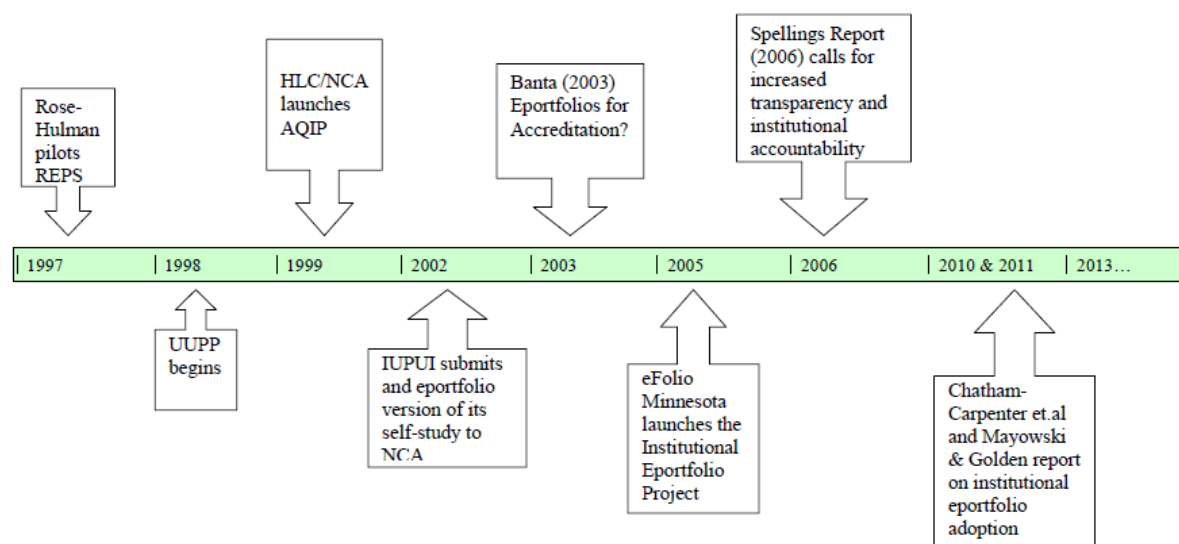 Rose-
Hulman
pilots
REPS
HLC/NCA
launches
AQIP
Banta (2003)
Eportfolios for
Accreditation?
Spellings Report
(2006) calls for
increased
transparency and
institutional
accountability
1997
1998
1999
2002
2003
2005
2006
2010 & 2011
2013…
UUPP
begins
IUPUI submits
and eportfolio
version of its
self-study to
NCA
eFolio
Minnesota
launches the
Institutional
Eportfolio
Project
Chatham-
Carpenter et.al
and Mayowski
& Golden report
on institutional
eportfolio
adoption